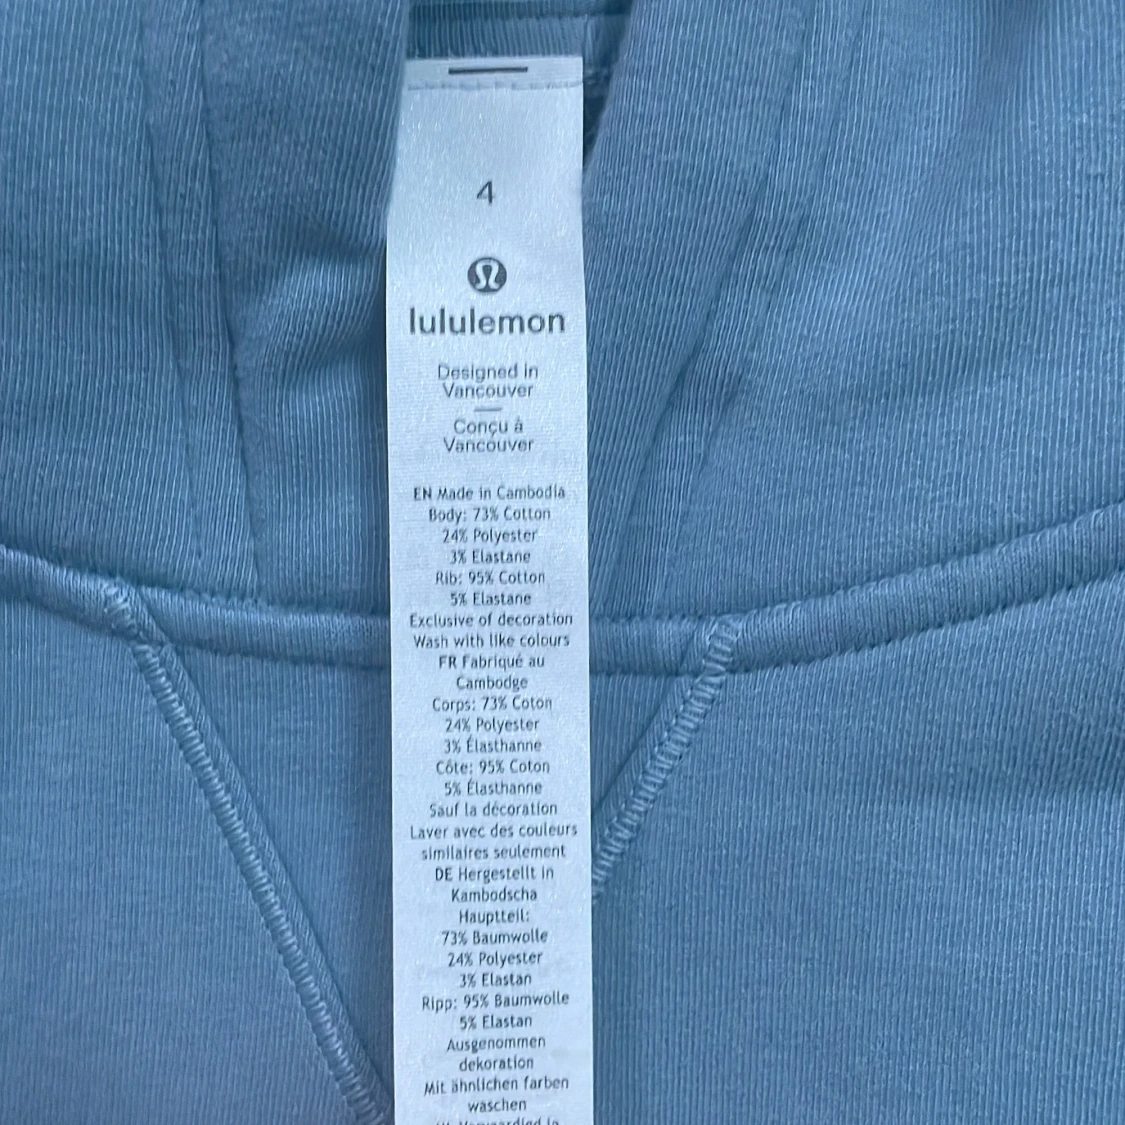 4
lululemon
Designed in
Vancouver
Conçu à
Vancouver
EN Made in Cambodia
Body: 73% Cotton
24% Polyester
3% Elastane
Rib: 95% Cotton
5% Elastane
Exclusive of decoration
Wash with like colours
FR Fabriqué au
Cambodge
Corps: 73% Coton
24% Polyester
3% Élasthanne
Côte: 95% Coton
5% Élasthanne
Sauf la décoration
Laver avec des couleurs
similaires seulement
DE Hergestellt in
Kambodscha
Hauptteil:
73% Baumwolle
24% Polyester
3% Elastan
Ripp: 95% Baumwolle
5% Elastan
Ausgenommen
dekoration
Mit ähnlichen farben
waschen